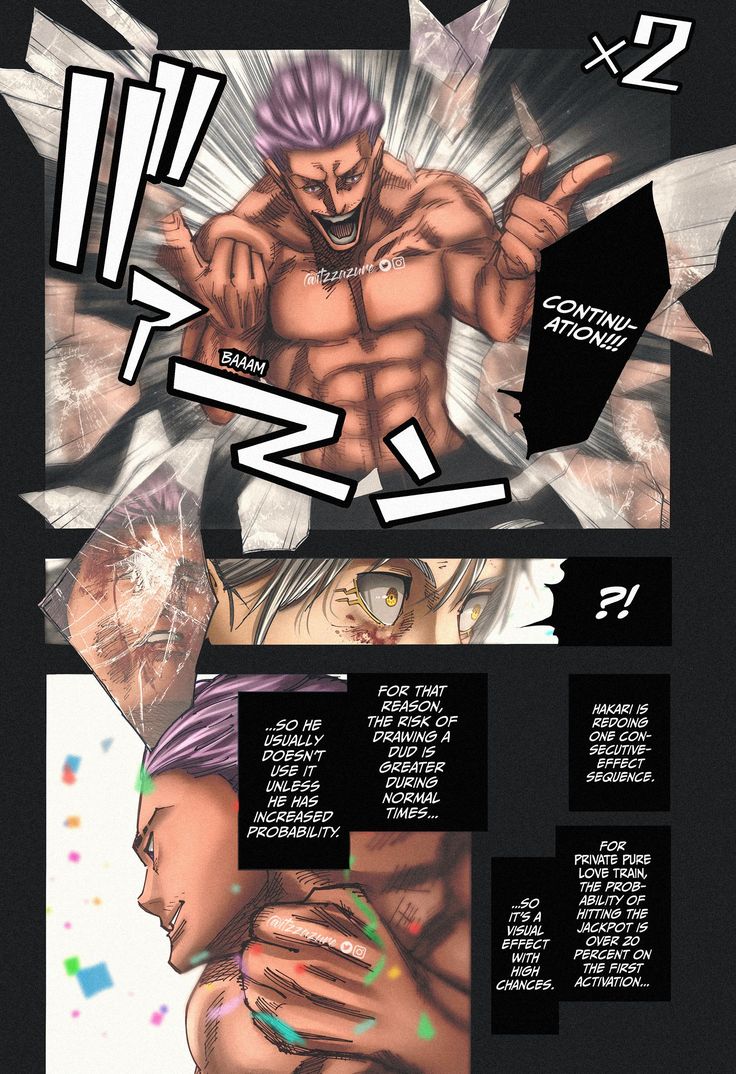 ×2
バァーン
@itzzazure
CONTINU-
ATION!!!
BAAAM
?!
HAKARI IS
REDOING
ONE CON-
SECUTIVE-
EFFECT
SEQUENCE.
FOR
PRIVATE PURE
LOVE TRAIN,
THE PROB-
ABILITY OF
HITTING THE
JACKPOT IS
OVER 20
PERCENT ON
THE FIRST
ACTIVATION...
...SO
IT'S A
VISUAL
EFFECT
WITH
HIGH
CHANCES.
FOR THAT
REASON,
THE RISK OF
DRAWING A
DUD IS
GREATER
DURING
NORMAL
TIMES...
...SO HE
USUALLY
DOESN'T
USE IT
UNLESS
HE HAS
INCREASED
PROBABILITY.
@itzzazure